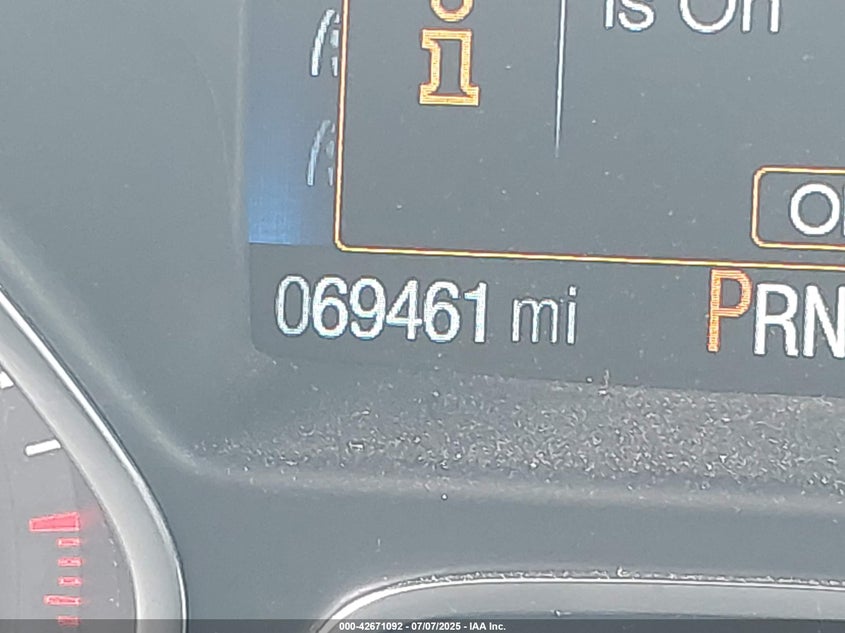 is On
069461 mi
PRN
000-42671092 - 07/07/2025 - IAA Inc.